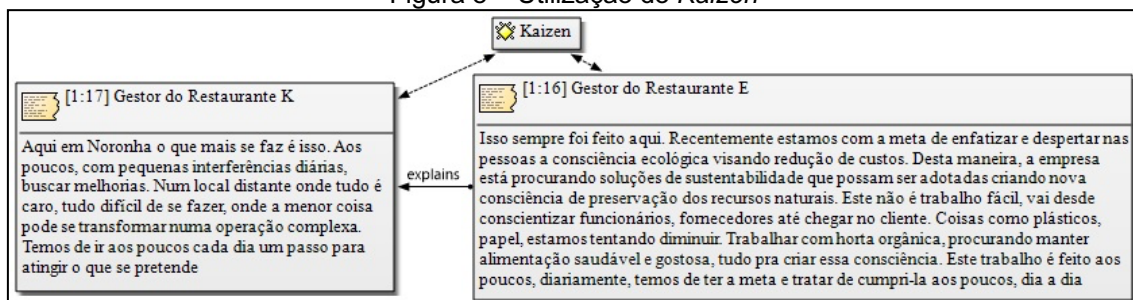 Utilização do Kaizen
Kaizen
[1:17] Gestor do Restaurante K
Aqui em Noronha o que mais se faz é isso. Aos
poucos, com pequenas interferências diárias,
buscar melhorias. Num local distante onde tudo é
caro, tudo difícil de se fazer, onde a menor coisa
pode se transformar numa operação complexa.
Temos de ir aos poucos cada dia um passo para
atingir o que se pretende
explains
[1:16] Gestor do Restaurante E
Isso sempre foi feito aqui. Recentemente estamos com a meta de enfatizar e despertar nas
pessoas a consciência ecológica visando redução de custos. Desta maneira, a empresa
está procurando soluções de sustentabilidade que possam ser adotadas criando nova
consciência de preservação dos recursos naturais. Este não é trabalho fácil, vai desde
conscientizar funcionários, fornecedores até chegar no cliente. Coisas como plásticos,
papel, estamos tentando diminuir. Trabalhar com horta orgânica, procurando manter
alimentação saudável e gostosa, tudo pra criar essa consciência. Este trabalho é feito aos
poucos, diariamente, temos de ter a meta e tratar de cumpri-la aos poucos, dia a dia